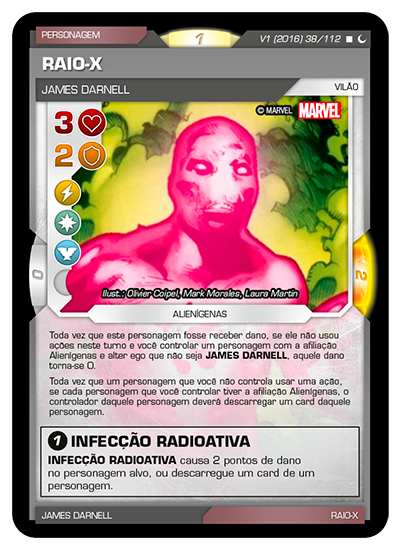 PERSONAGEM
1
V1 (2016) 38/112
RAIO-X
JAMES DARNELL
VILÃO
© MARVEL MARVEL
3
2
0
2
Ilust.: Olivier Coipel, Mark Morales, Laura Martin
ALIENÍGENAS
Toda vez que este personagem fosse receber dano, se ele não usou
ações neste turno e você controlar um personagem com a afiliação
Alienígenas e alter ego que não seja JAMES DARNELL, aquele dano
torna-se 0.
Toda vez que um personagem que você não controla usar uma ação,
se cada personagem que você controlar tiver a afiliação Alienígenas, o
controlador daquele personagem deverá descarregar um card daquele
personagem.
1 INFECÇÃO RADIOATIVA
INFECÇÃO RADIOATIVA causa 2 pontos de dano
no personagem alvo, ou descarregue um card de um
personagem.
JAMES DARNELL
RAIO-X